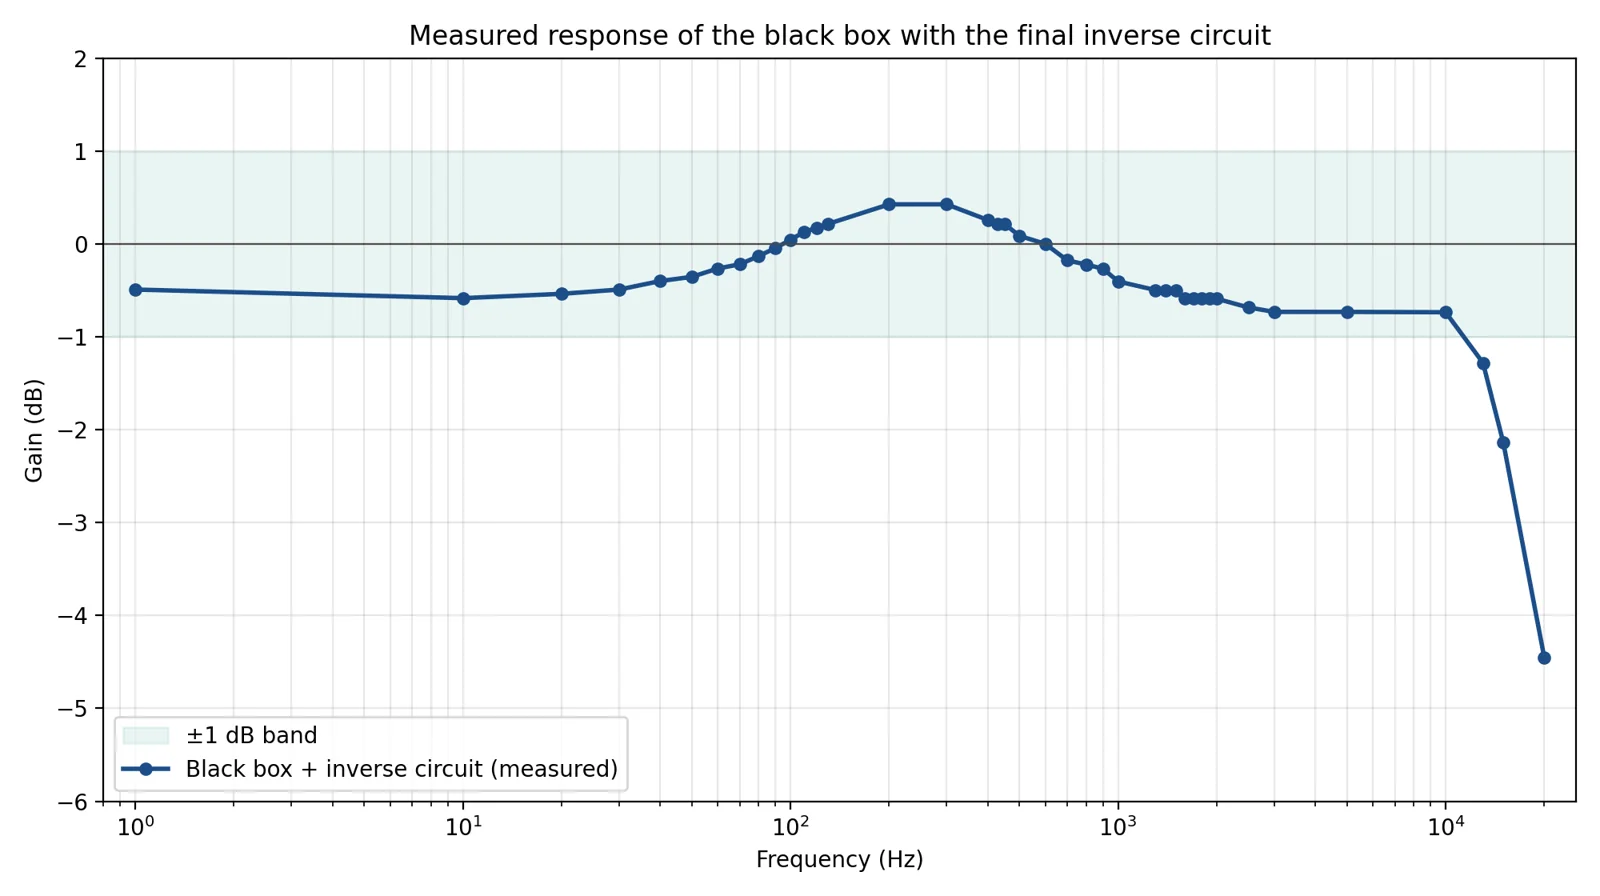 Measured response of the black box with the final inverse circuit
Gain (dB)
2
1
0
−1
−2
−3
−4
−5
−6
±1 dB band
Black box + inverse circuit (measured)
10⁰ 10¹ 10² 10³ 10⁴
Frequency (Hz)